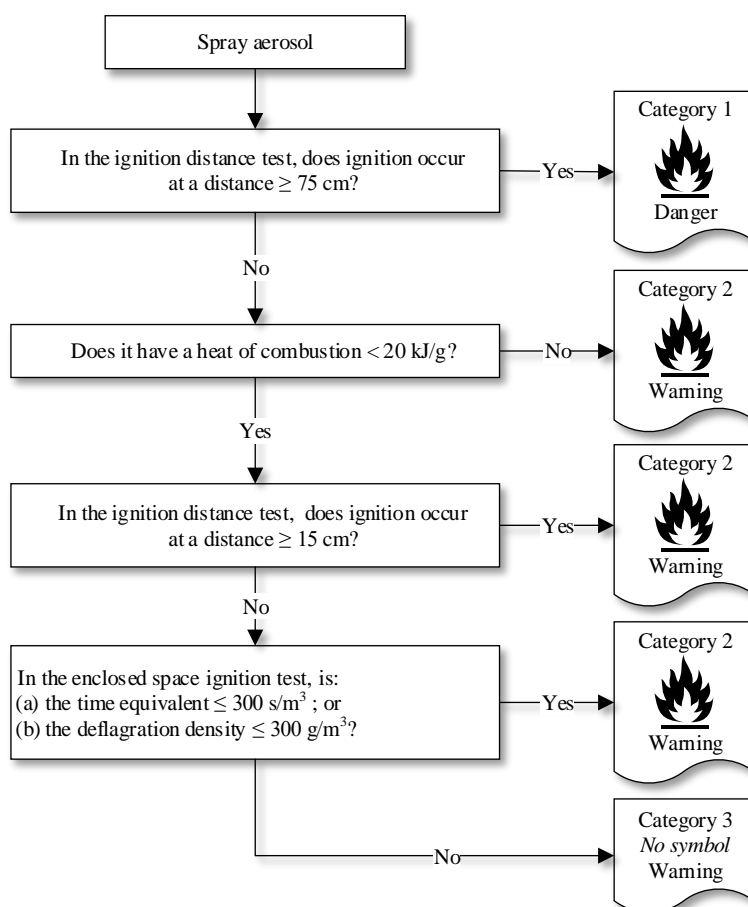 Spray aerosol
In the ignition distance test, does ignition occur
at a distance ≥ 75 cm?
Yes
Category 1
Danger
No
Does it have a heat of combustion < 20 kJ/g?
No
Category 2
Warning
Yes
In the ignition distance test, does ignition occur
at a distance ≥ 15 cm?
Yes
Category 2
Warning
No
In the enclosed space ignition test, is:
(a) the time equivalent ≤ 300 s/m³ ; or
(b) the deflagration density ≤ 300 g/m³?
Yes
Category 2
Warning
No
Category 3
No symbol
Warning